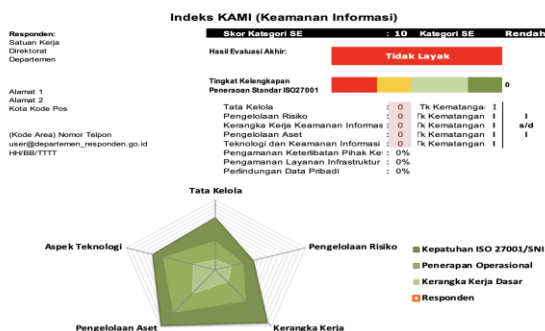 Indeks KAMI (Keamanan Informasi)
Responden:
Satuan Kerja
Direktorat
Departemen
Alamat 1
Alamat 2
Kota Kode Pos
(Kode Area) Nomor Telpon
user@departemen_responden.go.id
HH/BB/TTTT
Skor Kategori SE : 10 Kategori SE Rendah
Hasil Evaluasi Akhir: Tidak Layak
Tingkat Kelengkapan
Penerapan Standar ISO27001 0
Tata Kelola : 0 Tk Kematangan I
Pengelolaan Risiko : 0 Tk Kematangan I I
Kerangka Kerja Keamanan Informas : 0 Tk Kematangan I s/d
Pengelolaan Aset : 0 Tk Kematangan I I
Teknologi dan Keamanan Informasi : 0 Tk Kematangan I
Pengamanan Keterlibatan Pihak Ket : 0%
Pengamanan Layanan Infrastruktur : 0%
Perlindungan Data Pribadi : 0%
Tata Kelola
Aspek Teknologi
Pengelolaan Risiko
Pengelolaan Aset
Kerangka Kerja
Kepatuhan ISO 27001/SNI
Penerapan Operasional
Kerangka Kerja Dasar
Responden